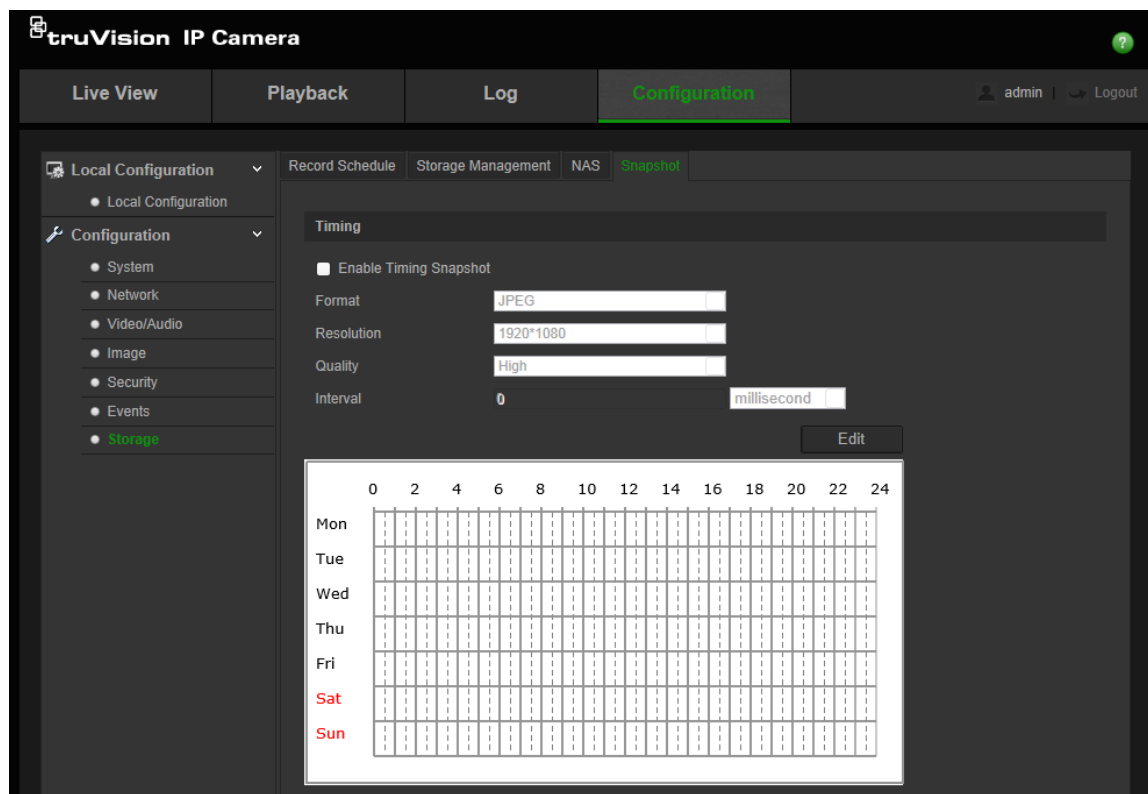 truVision IP Camera
?
Live View Playback Log Configuration admin | Logout
Local Configuration
Local Configuration
Configuration
System
Network
Video/Audio
Image
Security
Events
Storage
Record Schedule Storage Management NAS Snapshot
Timing
Enable Timing Snapshot
Format JPEG
Resolution 1920*1080
Quality High
Interval 0 millisecond
Edit
0 2 4 6 8 10 12 14 16 18 20 22 24
Mon
Tue
Wed
Thu
Fri
Sat
Sun